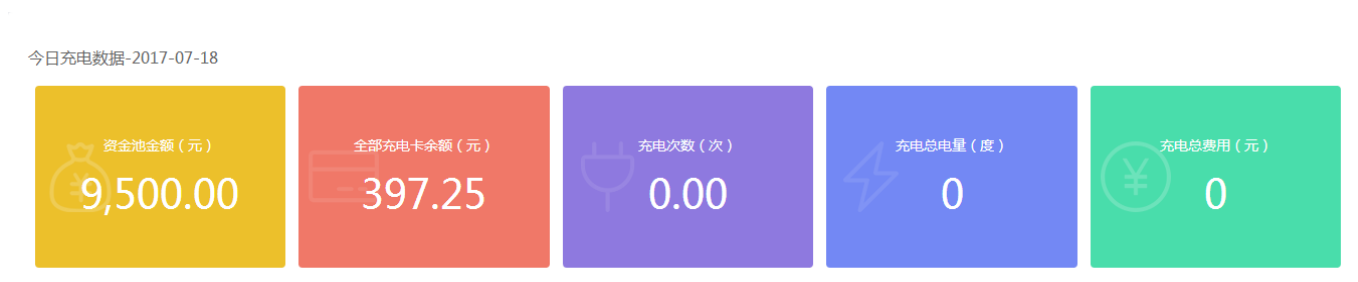 今日充电数据-2017-07-18
资金池金额（元）
9,500.00
全部充电卡余额（元）
397.25
充电次数（次）
0.00
充电总电量（度）
0
充电总费用（元）
0